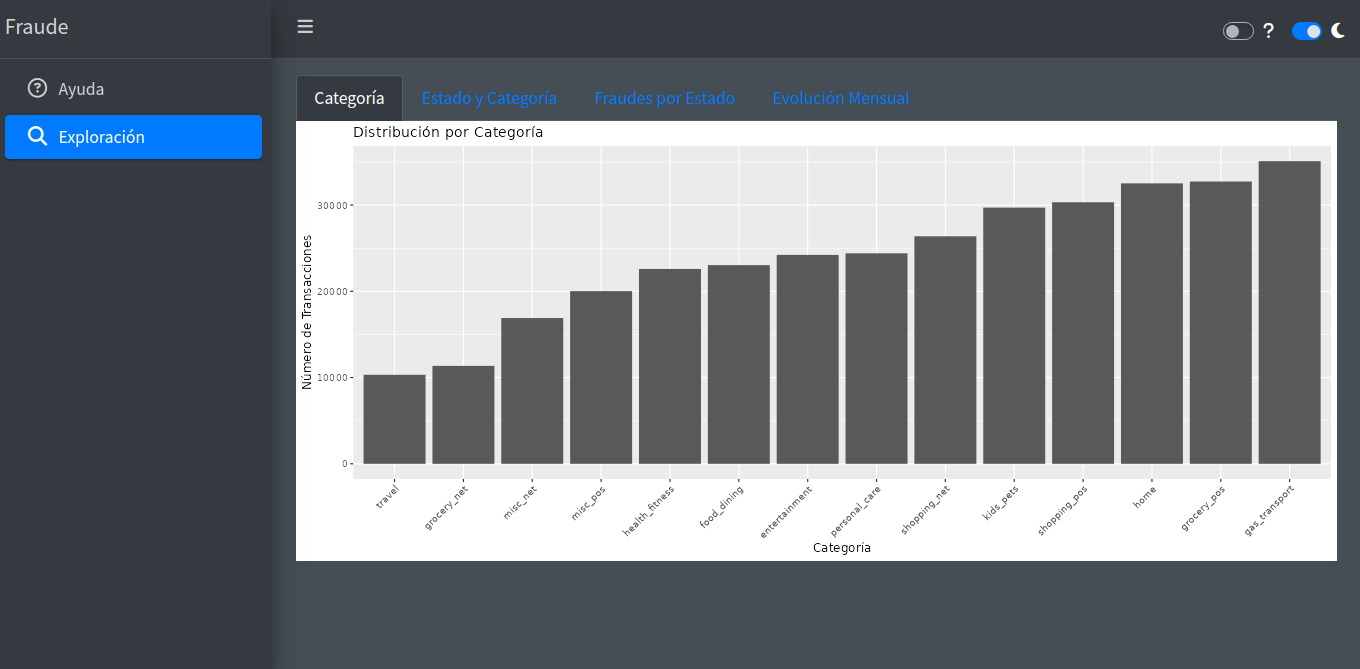 Fraude
Ayuda
Exploración
?
Categoría
Estado y Categoría
Fraudes por Estado
Evolución Mensual
Distribución por Categoría
Número de Transacciones
30000
20000
10000
0
travel
grocery_net
misc_net
misc_pos
health_fitness
food_dining
entertainment
personal_care
shopping_net
kids_pets
shopping_pos
home
grocery_pos
gas_transport
Categoría